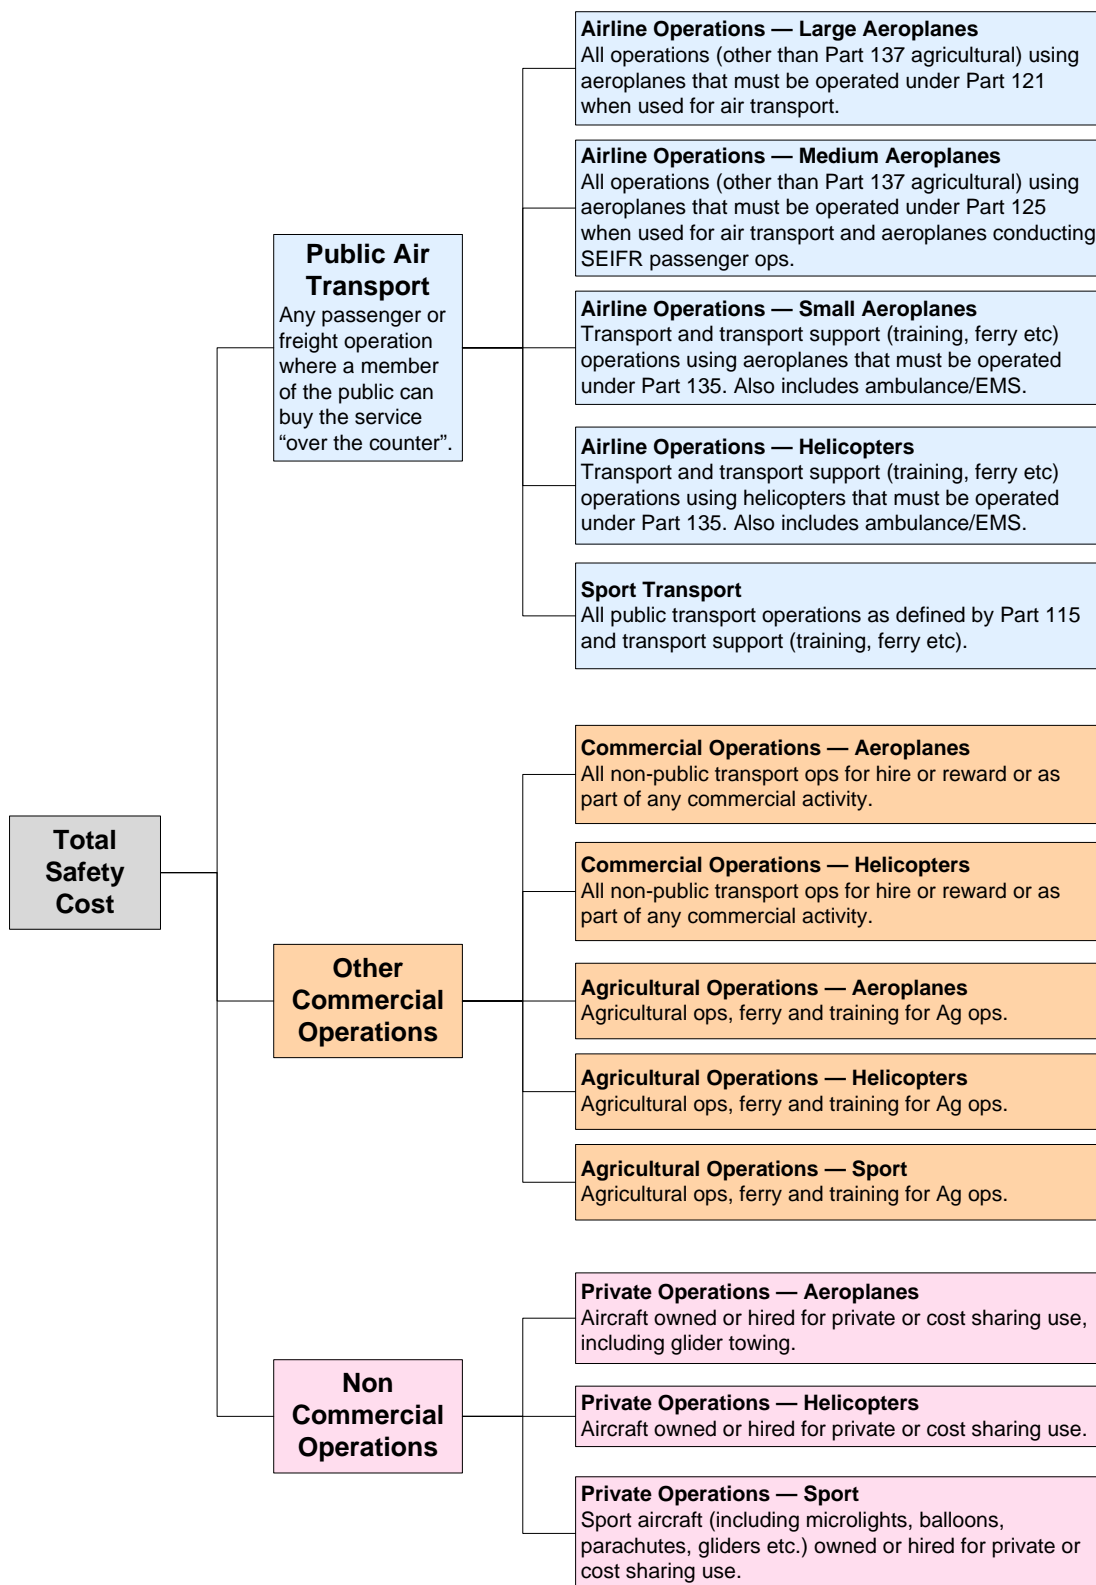 Total
Safety
Cost
Public Air
Transport
Any passenger or
freight operation
where a member
of the public can
buy the service
“over the counter”.
Airline Operations — Large Aeroplanes
All operations (other than Part 137 agricultural) using
aeroplanes that must be operated under Part 121
when used for air transport.
Airline Operations — Medium Aeroplanes
All operations (other than Part 137 agricultural) using
aeroplanes that must be operated under Part 125
when used for air transport and aeroplanes conducting
SEIFR passenger ops.
Airline Operations — Small Aeroplanes
Transport and transport support (training, ferry etc)
operations using aeroplanes that must be operated
under Part 135. Also includes ambulance/EMS.
Airline Operations — Helicopters
Transport and transport support (training, ferry etc)
operations using helicopters that must be operated
under Part 135. Also includes ambulance/EMS.
Sport Transport
All public transport operations as defined by Part 115
and transport support (training, ferry etc).
Other
Commercial
Operations
Commercial Operations — Aeroplanes
All non-public transport ops for hire or reward or as
part of any commercial activity.
Commercial Operations — Helicopters
All non-public transport ops for hire or reward or as
part of any commercial activity.
Agricultural Operations — Aeroplanes
Agricultural ops, ferry and training for Ag ops.
Agricultural Operations — Helicopters
Agricultural ops, ferry and training for Ag ops.
Agricultural Operations — Sport
Agricultural ops, ferry and training for Ag ops.
Non
Commercial
Operations
Private Operations — Aeroplanes
Aircraft owned or hired for private or cost sharing use,
including glider towing.
Private Operations — Helicopters
Aircraft owned or hired for private or cost sharing use.
Private Operations — Sport
Sport aircraft (including microlights, balloons,
parachutes, gliders etc.) owned or hired for private or
cost sharing use.